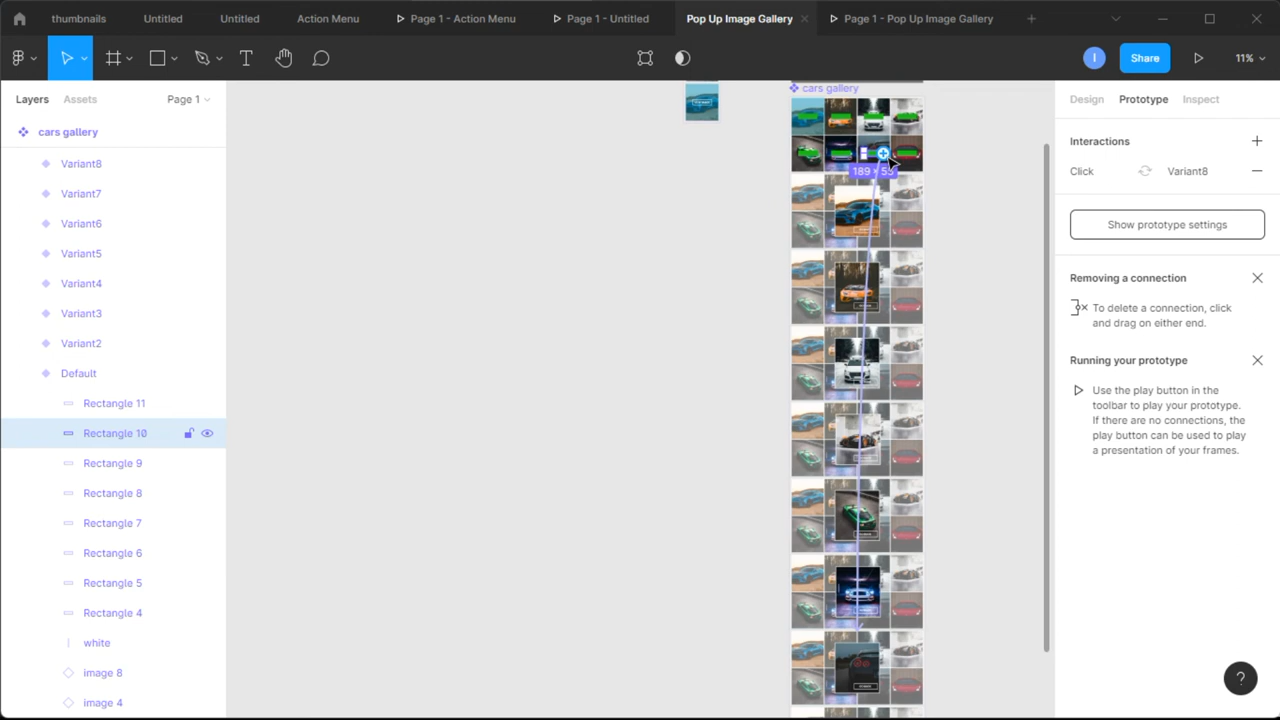 thumbnails
Untitled
Untitled
Action Menu
Page 1 - Action Menu
Page 1 - Untitled
Pop Up Image Gallery
Page 1 - Pop Up Image Gallery
I
Share
11%
Layers
Assets
Page 1
cars gallery
Variant8
Variant7
Variant6
Variant5
Variant4
Variant3
Variant2
Default
Rectangle 11
Rectangle 10
Rectangle 9
Rectangle 8
Rectangle 7
Rectangle 6
Rectangle 5
Rectangle 4
white
image 8
image 4
cars gallery
Design
Prototype
Inspect
Interactions
Click
Variant8
Show prototype settings
Removing a connection
To delete a connection, click
and drag on either end.
Running your prototype
Use the play button in the
toolbar to play your prototype.
If there are no connections, the
play button can be used to play
a presentation of your frames.
?